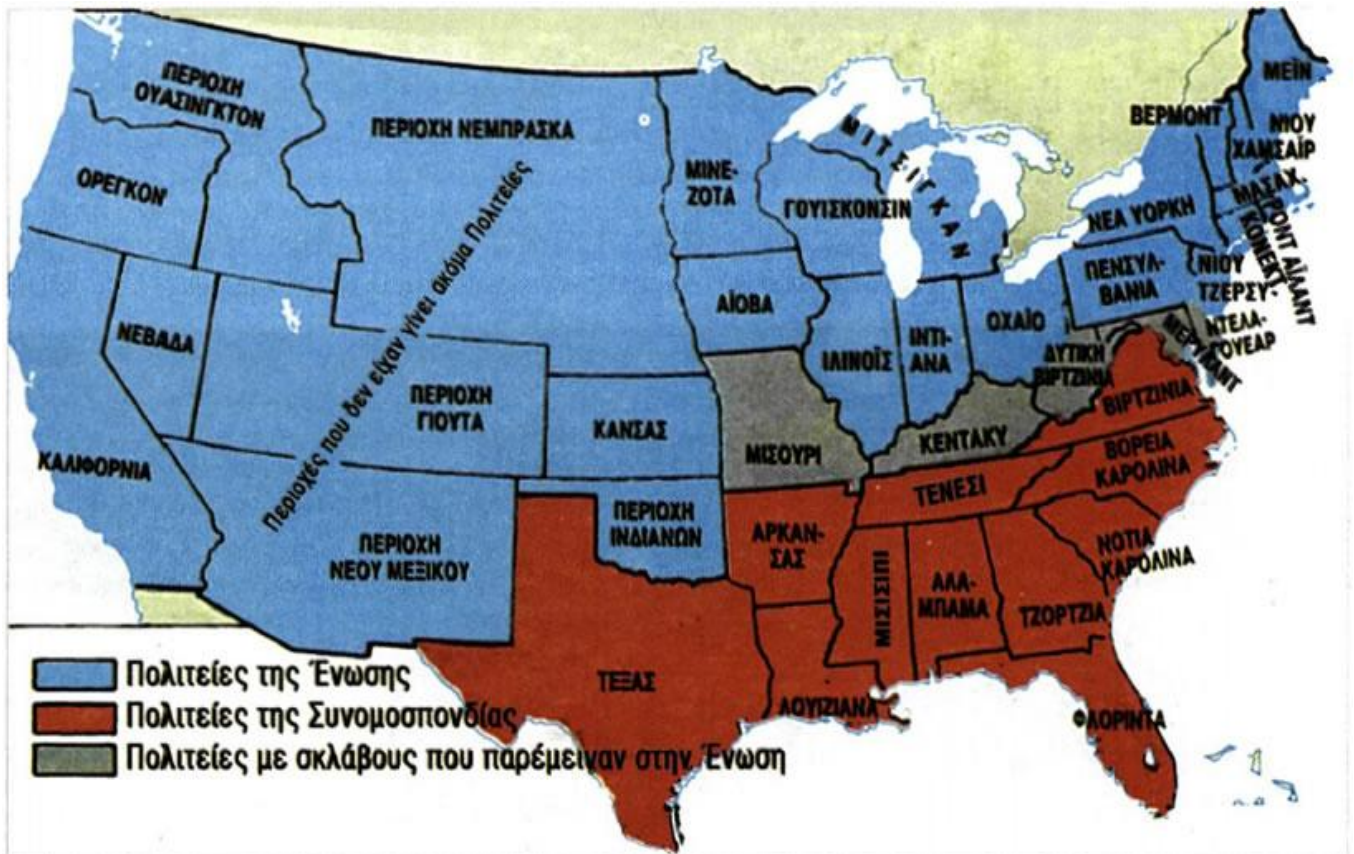 ΠΕΡΙΟΧΗ
ΟΥΑΣΙΝΓΚΤΟΝ
ΠΕΡΙΟΧΗ ΝΕΜΠΡΑΣΚΑ
ΟΡΕΓΚΟΝ
ΜΙΝΕ-
ΖΟΤΑ
ΓΟΥΙΣΚΟΝΣΙΝ
ΜΙΤΣΙΓΚΑΝ
ΒΕΡΜΟΝΤ
ΜΕΪΝ
ΝΙΟΥ
ΧΑΜΣΑΪΡ
ΜΑΣΑΧ.
ΡΟΝΤ ΑΪΛΑΝΤ
ΚΟΝΕΚΤ.
ΝΕΑ ΥΟΡΚΗ
ΠΕΝΣΥΛ-
ΒΑΝΙΑ
ΝΙΟΥ
ΤΖΕΡΣΥ
ΝΤΕΛΑ-
ΓΟΥΕΑΡ
ΜΕΡΥΛΑΝΤ
ΝΕΒΑΔΑ
Περιοχές που δεν είχαν γίνει ακόμα Πολιτείες
ΑΪΟΒΑ
ΙΛΙΝΟΪΣ
ΙΝΤΙ-
ΑΝΑ
ΟΧΑΪΟ
ΔΥΤΙΚΗ
ΒΙΡΤΖΙΝΙΑ
ΒΙΡΤΖΙΝΙΑ
ΚΑΛΙΦΟΡΝΙΑ
ΠΕΡΙΟΧΗ
ΓΙΟΥΤΑ
ΚΑΝΣΑΣ
ΜΙΣΟΥΡΙ
ΚΕΝΤΑΚΥ
ΒΟΡΕΙΑ
ΚΑΡΟΛΙΝΑ
ΤΕΝΕΣΙ
ΠΕΡΙΟΧΗ
ΝΕΟΥ ΜΕΞΙΚΟΥ
ΠΕΡΙΟΧΗ
ΙΝΔΙΑΝΩΝ
ΑΡΚΑΝ-
ΣΑΣ
ΜΙΣΙΣΙΠΙ
ΑΛΑ-
ΜΠΑΜΑ
ΤΖΟΡΤΖΙΑ
ΝΟΤΙΑ
ΚΑΡΟΛΙΝΑ
ΤΕΞΑΣ
ΛΟΥΙΖΙΑΝΑ
ΦΛΟΡΙΝΤΑ
Πολιτείες της Ένωσης
Πολιτείες της Συνομοσπονδίας
Πολιτείες με σκλάβους που παρέμειναν στην Ένωση